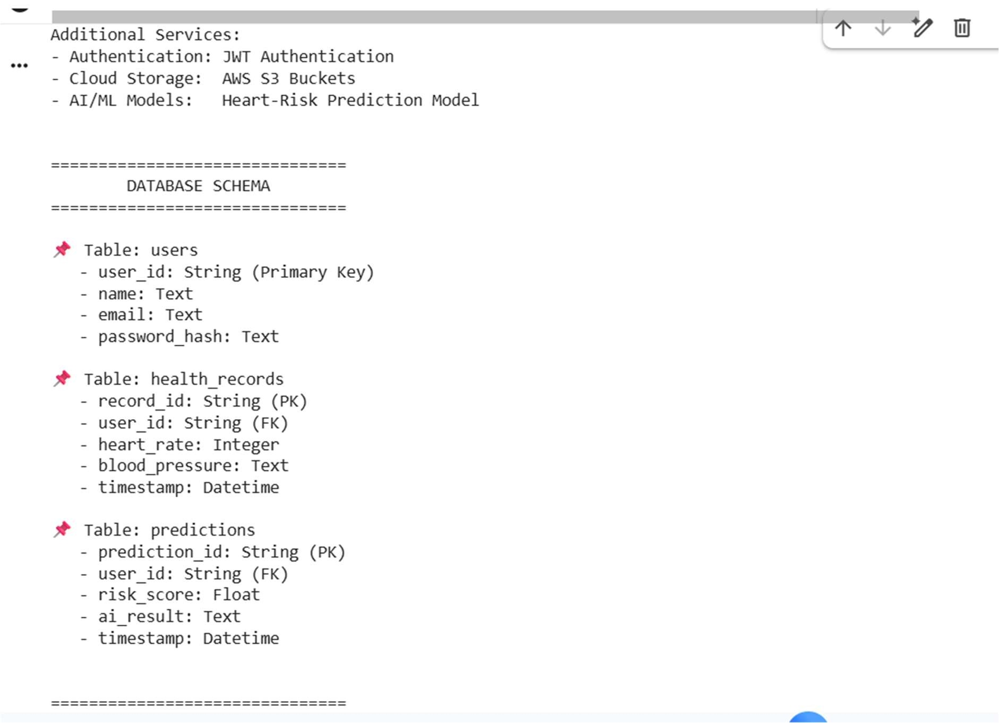 Additional Services:
- Authentication: JWT Authentication
- Cloud Storage:  AWS S3 Buckets
- AI/ML Models:   Heart-Risk Prediction Model
===============================
        DATABASE SCHEMA
===============================
📌 Table: users
   - user_id: String (Primary Key)
   - name: Text
   - email: Text
   - password_hash: Text
📌 Table: health_records
   - record_id: String (PK)
   - user_id: String (FK)
   - heart_rate: Integer
   - blood_pressure: Text
   - timestamp: Datetime
📌 Table: predictions
   - prediction_id: String (PK)
   - user_id: String (FK)
   - risk_score: Float
   - ai_result: Text
   - timestamp: Datetime
===============================